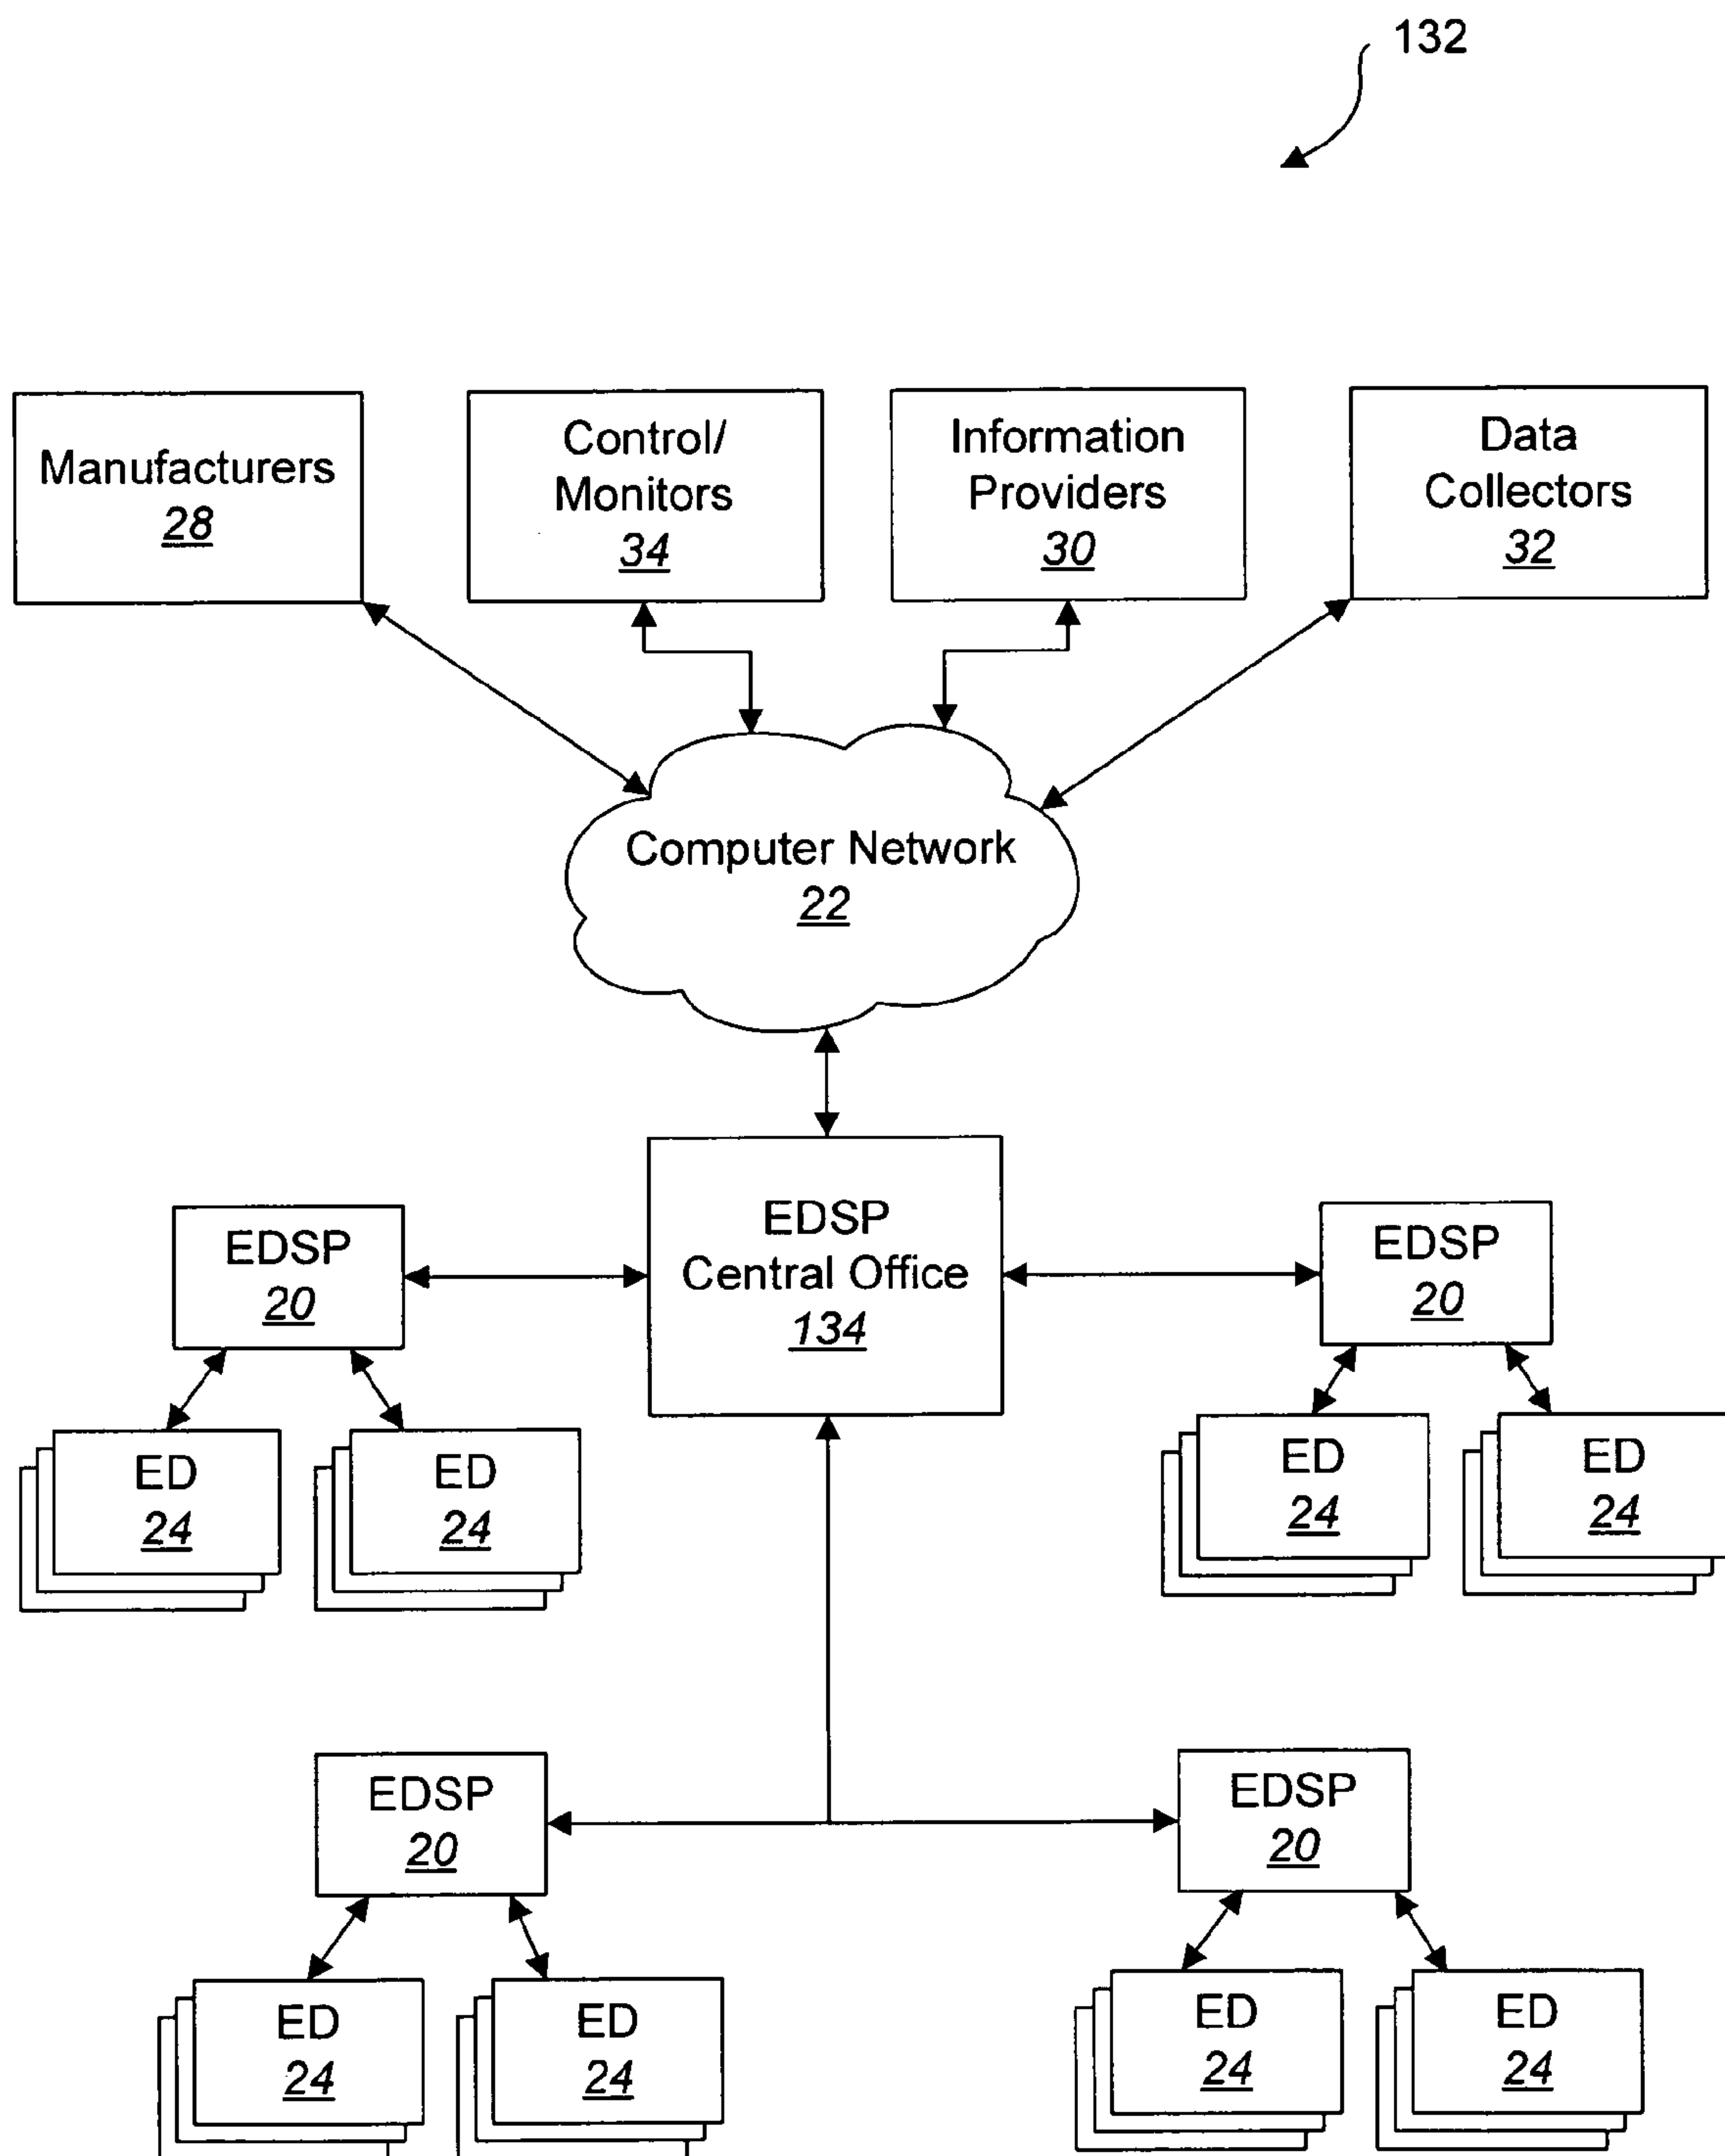 132
Manufacturers
28
Control/
Monitors
34
Information
Providers
30
Data
Collectors
32
Computer Network
22
EDSP
Central Office
134
EDSP
20
EDSP
20
ED
24
ED
24
ED
24
ED
24
EDSP
20
EDSP
20
ED
24
ED
24
ED
24
ED
24